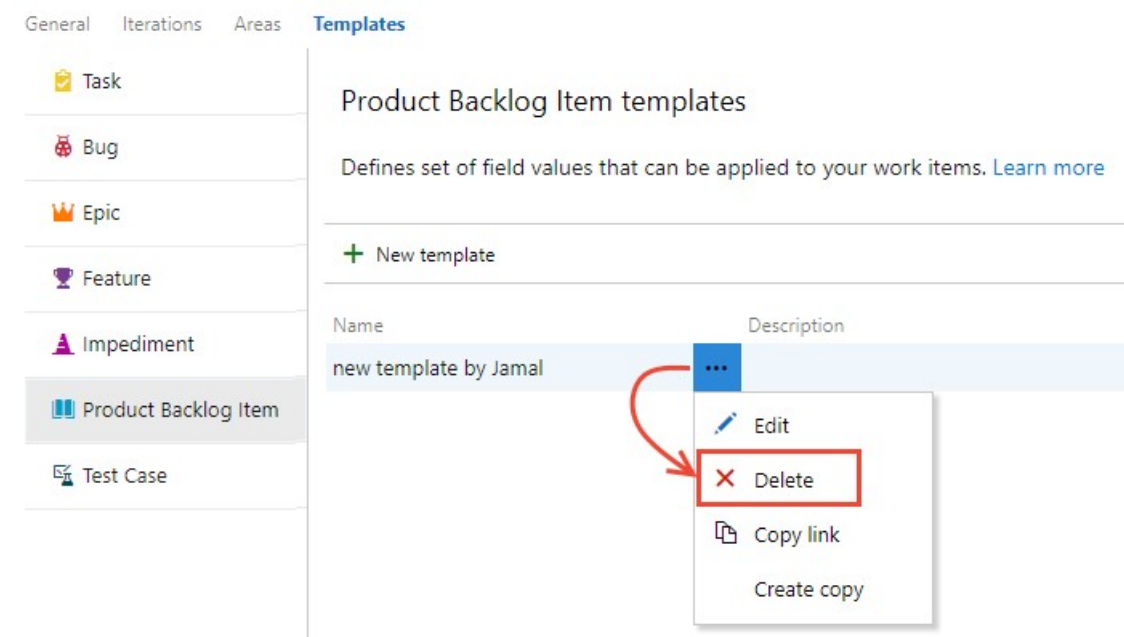 General Iterations Areas Templates
Task
Bug
Epic
Feature
Impediment
Product Backlog Item
Test Case
Product Backlog Item templates
Defines set of field values that can be applied to your work items. Learn more
New template
Name Description
new template by Jamal ...
Edit
Delete
Copy link
Create copy